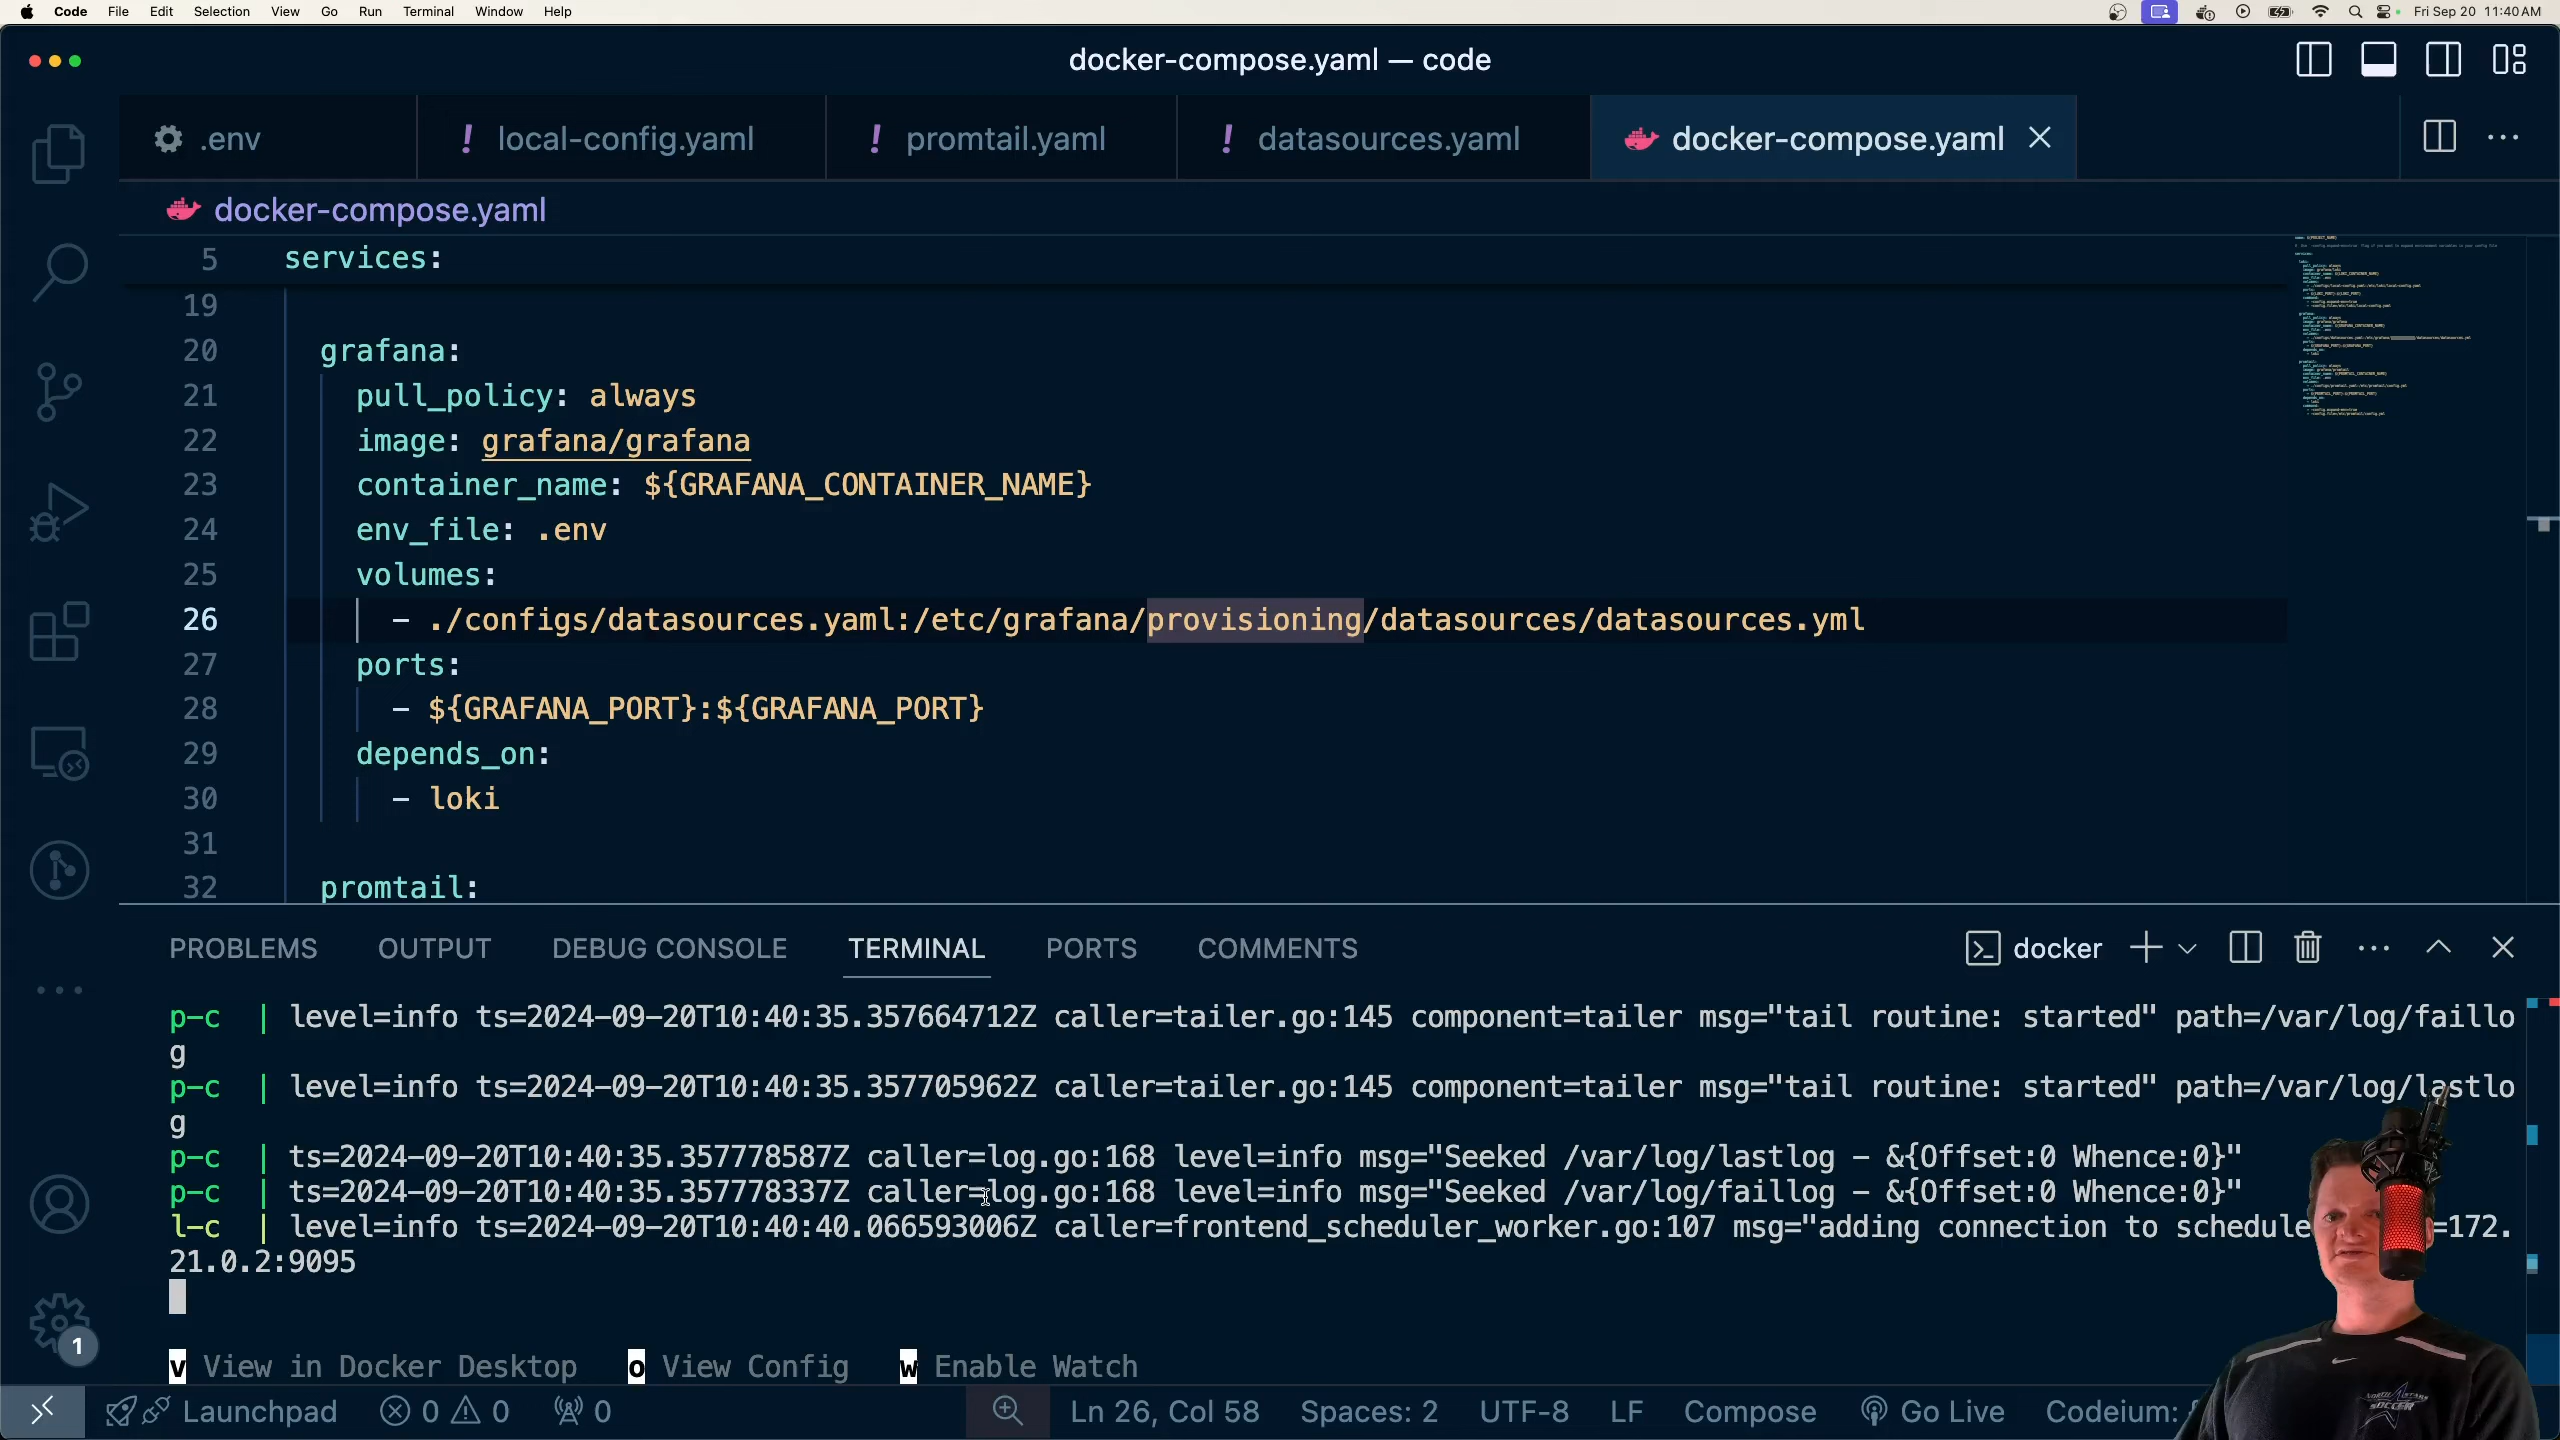 Code File Edit Selection View Go Run Terminal Window Help Fri Sep 20 11:40 AM
docker-compose.yaml — code
.env local-config.yaml promtail.yaml datasources.yaml docker-compose.yaml
docker-compose.yaml
5 services:
19
20 grafana:
21 pull_policy: always
22 image: grafana/grafana
23 container_name: ${GRAFANA_CONTAINER_NAME}
24 env_file: .env
25 volumes:
26 - ./configs/datasources.yaml:/etc/grafana/provisioning/datasources/datasources.yml
27 ports:
28 - ${GRAFANA_PORT}:${GRAFANA_PORT}
29 depends_on:
30 - loki
31
32 promtail:
PROBLEMS OUTPUT DEBUG CONSOLE TERMINAL PORTS COMMENTS docker
p-c | level=info ts=2024-09-20T10:40:35.357664712Z caller=tailer.go:145 component=tailer msg="tail routine: started" path=/var/log/faillo
g
p-c | level=info ts=2024-09-20T10:40:35.357705962Z caller=tailer.go:145 component=tailer msg="tail routine: started" path=/var/log/lastlo
g
p-c | ts=2024-09-20T10:40:35.357778587Z caller=log.go:168 level=info msg="Seeked /var/log/lastlog - &{Offset:0 Whence:0}"
p-c | ts=2024-09-20T10:40:35.357778337Z caller=log.go:168 level=info msg="Seeked /var/log/faillog - &{Offset:0 Whence:0}"
l-c | level=info ts=2024-09-20T10:40:40.066593006Z caller=frontend_scheduler_worker.go:107 msg="adding connection to schedule =172.
21.0.2:9095
v View in Docker Desktop o View Config w Enable Watch
1
Launchpad 0 0 0 Ln 26, Col 58 Spaces: 2 UTF-8 LF Compose Go Live Codeium:
SOCCER